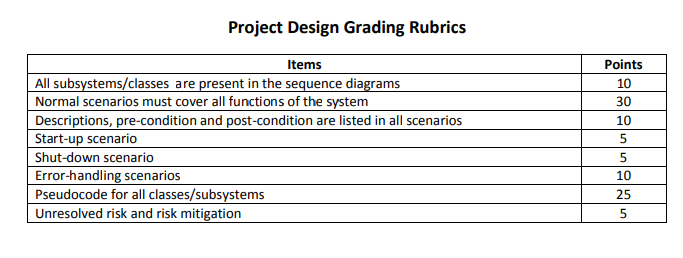 Project Design Grading Rubrics
Items Points
All subsystems/classes are present in the sequence diagrams 10
Normal scenarios must cover all functions of the system 30
Descriptions, pre-condition and post-condition are listed in all scenarios 10
Start-up scenario 5
Shut-down scenario 5
Error-handling scenarios 10
Pseudocode for all classes/subsystems 25
Unresolved risk and risk mitigation 5